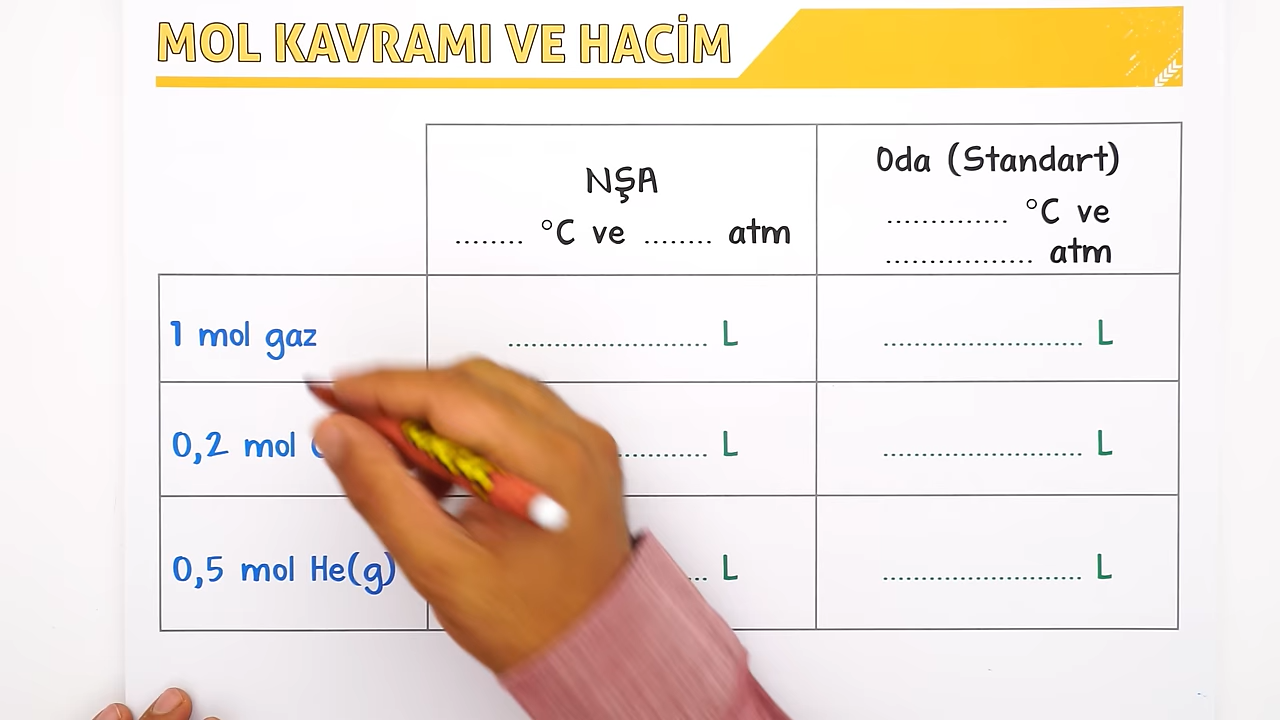 MOL KAVRAMI VE HACİM
NŞA
........ °C ve ........ atm
Oda (Standart)
.............. °C ve
................. atm
1 mol gaz
........................ L
........................ L
0,2 mol
........... L
........................ L
0,5 mol He(g)
.. L
........................ L